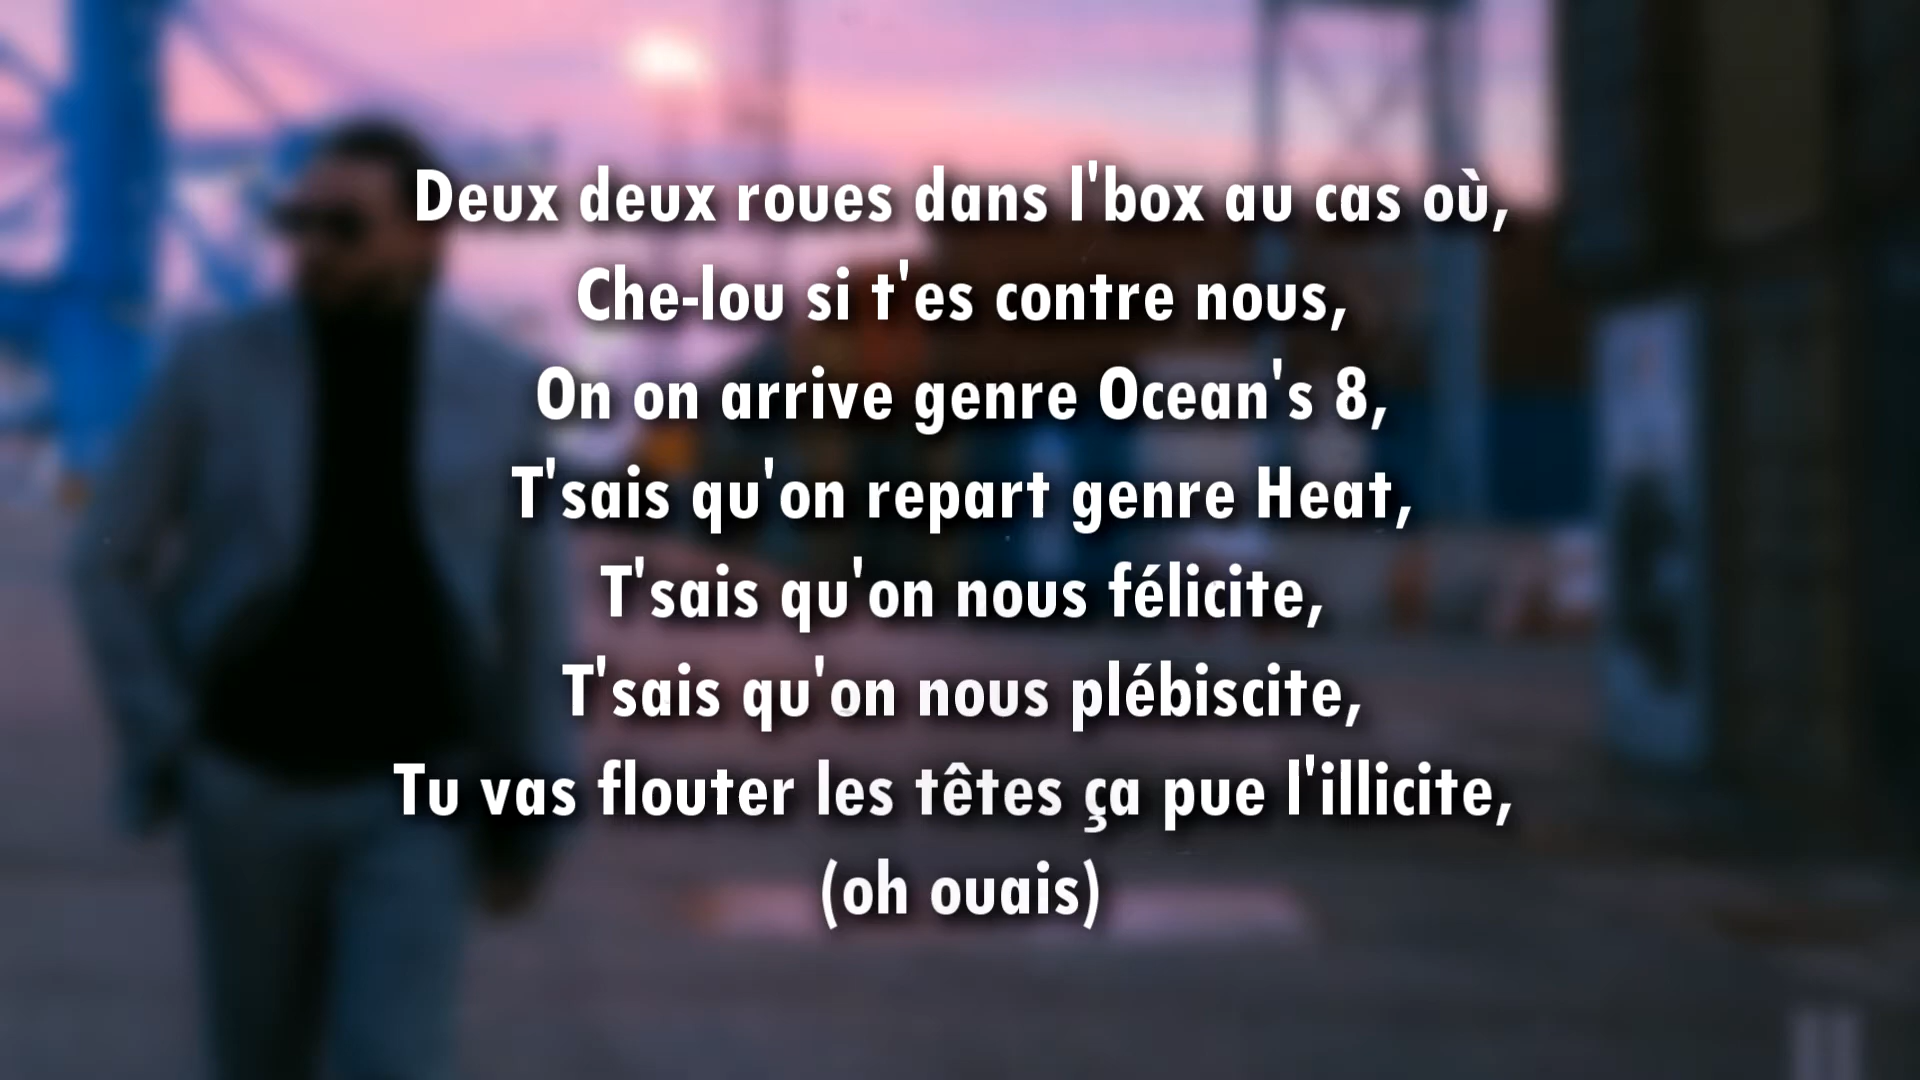 Deux deux roues dans l'box au cas où,
Che-lou si t'es contre nous,
On on arrive genre Ocean's 8,
T'sais qu'on repart genre Heat,
T'sais qu'on nous félicite,
T'sais qu'on nous plébiscite,
Tu vas flouter les têtes ça pue l'illicite,
(oh ouais)